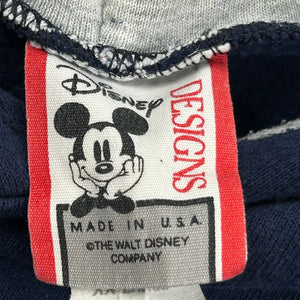 Disney
DESIGNS
MADE IN U.S.A.
©THE WALT DISNEY
COMPANY